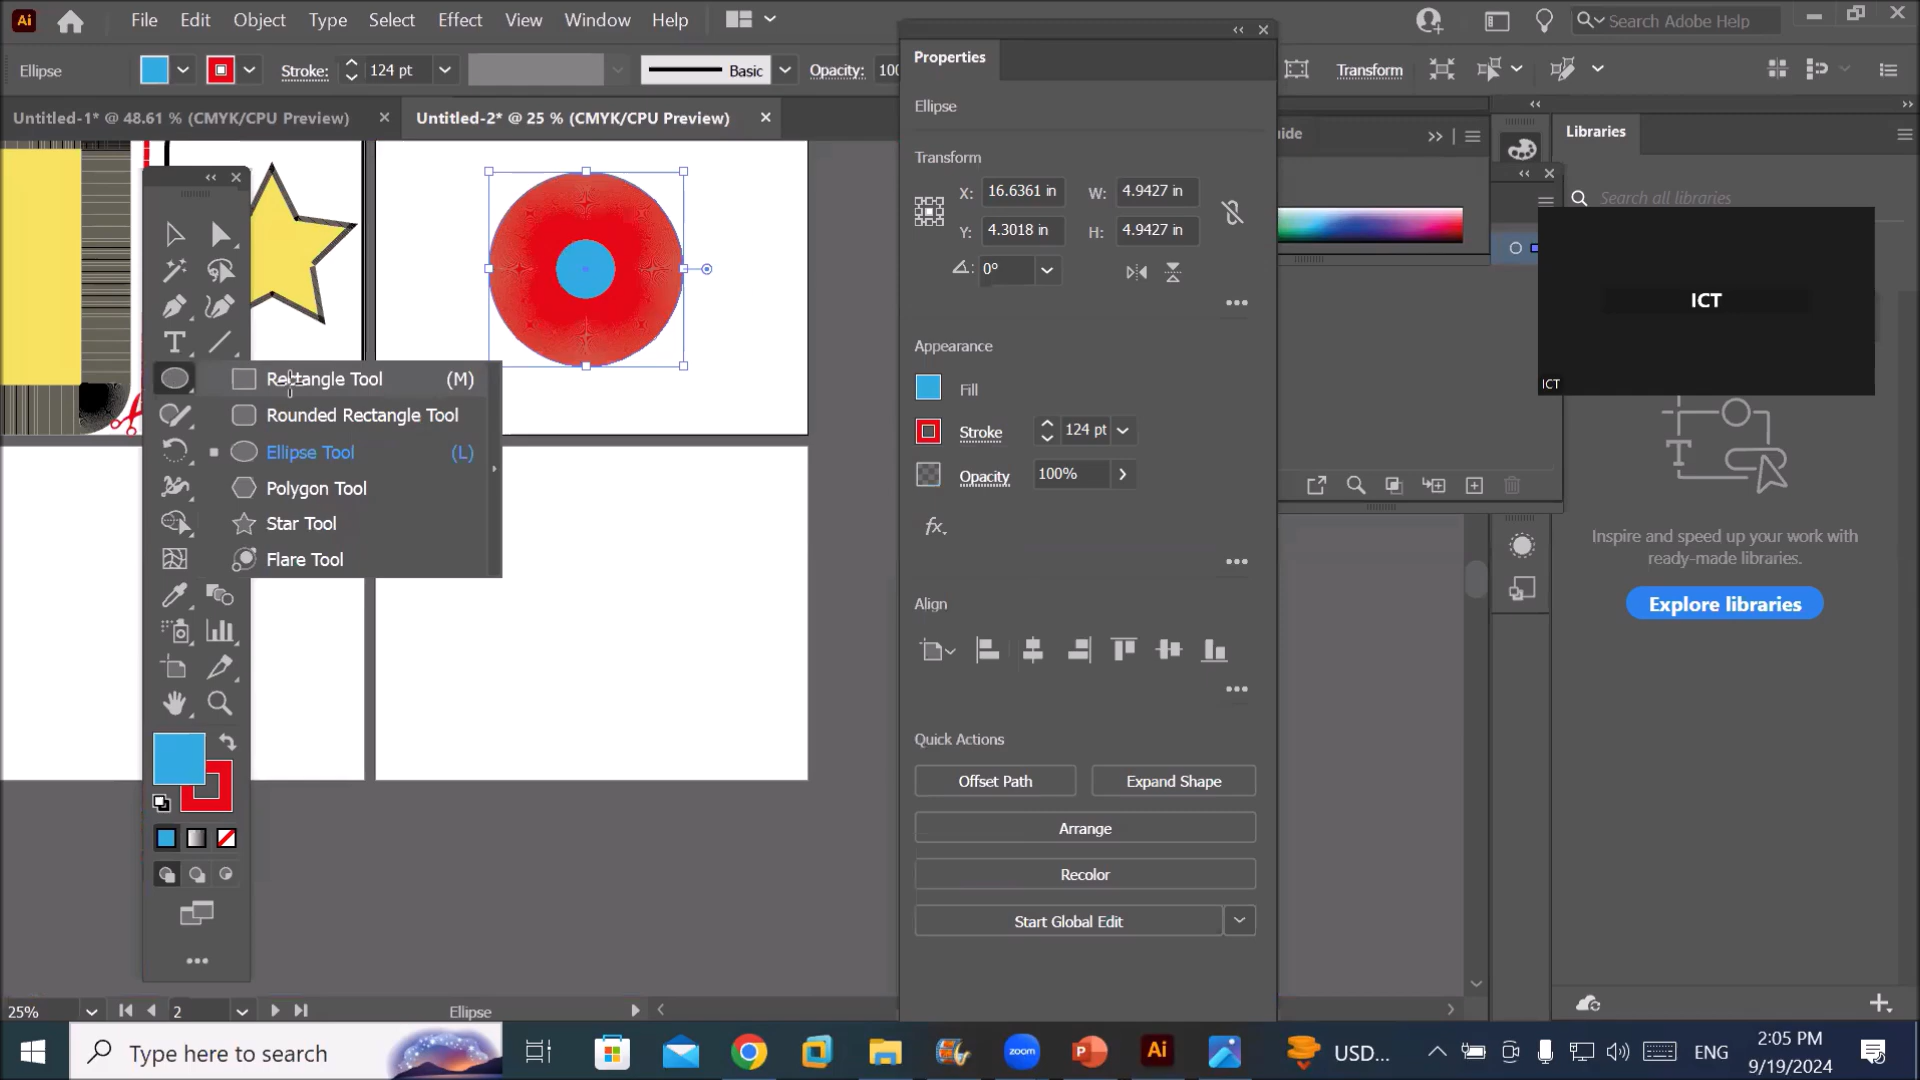 Ai File Edit Object Type Select Effect View Window Help Search Adobe Help
Ellipse Stroke: 124 pt Basic Opacity: Transform
Untitled-1* @ 48.61 % (CMYK/CPU Preview) Untitled-2* @ 25 % (CMYK/CPU Preview)
Rectangle Tool (M)
Rounded Rectangle Tool
Ellipse Tool (L)
Polygon Tool
Star Tool
Flare Tool
Properties
Ellipse
Transform
X: 16.6361 in W: 4.9427 in
Y: 4.3018 in H: 4.9427 in
0°
Appearance
Fill
Stroke 124 pt
Opacity 100%
fx.
Align
Quick Actions
Offset Path Expand Shape
Arrange
Recolor
Start Global Edit
Libraries
Search all libraries
ICT
ICT
Inspire and speed up your work with
ready-made libraries.
Explore libraries
25% 2 Ellipse
Type here to search
zoom
Ai
USD...
ENG
2:05 PM
9/19/2024